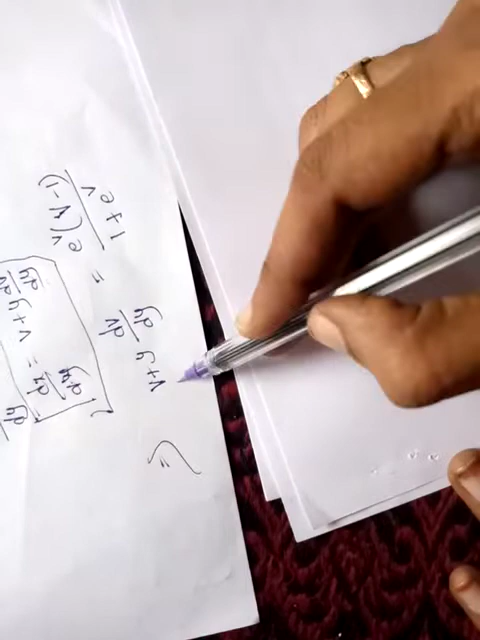 dx/dy = v + y dv/dy
⇒ v + y dv/dy = e^v(v-1)/1+e^v